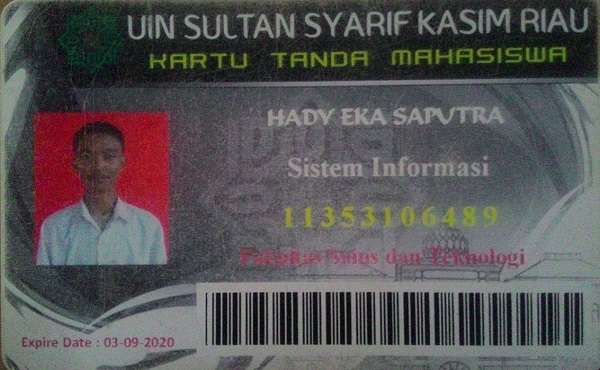 UIN SULTAN SYARIF KASIM RIAU
KARTU TANDA MAHASISWA
HADY EKA SAPUTRA
Sistem Informasi
11353106489
Fakultas Sains dan Teknologi
Expire Date : 03-09-2020